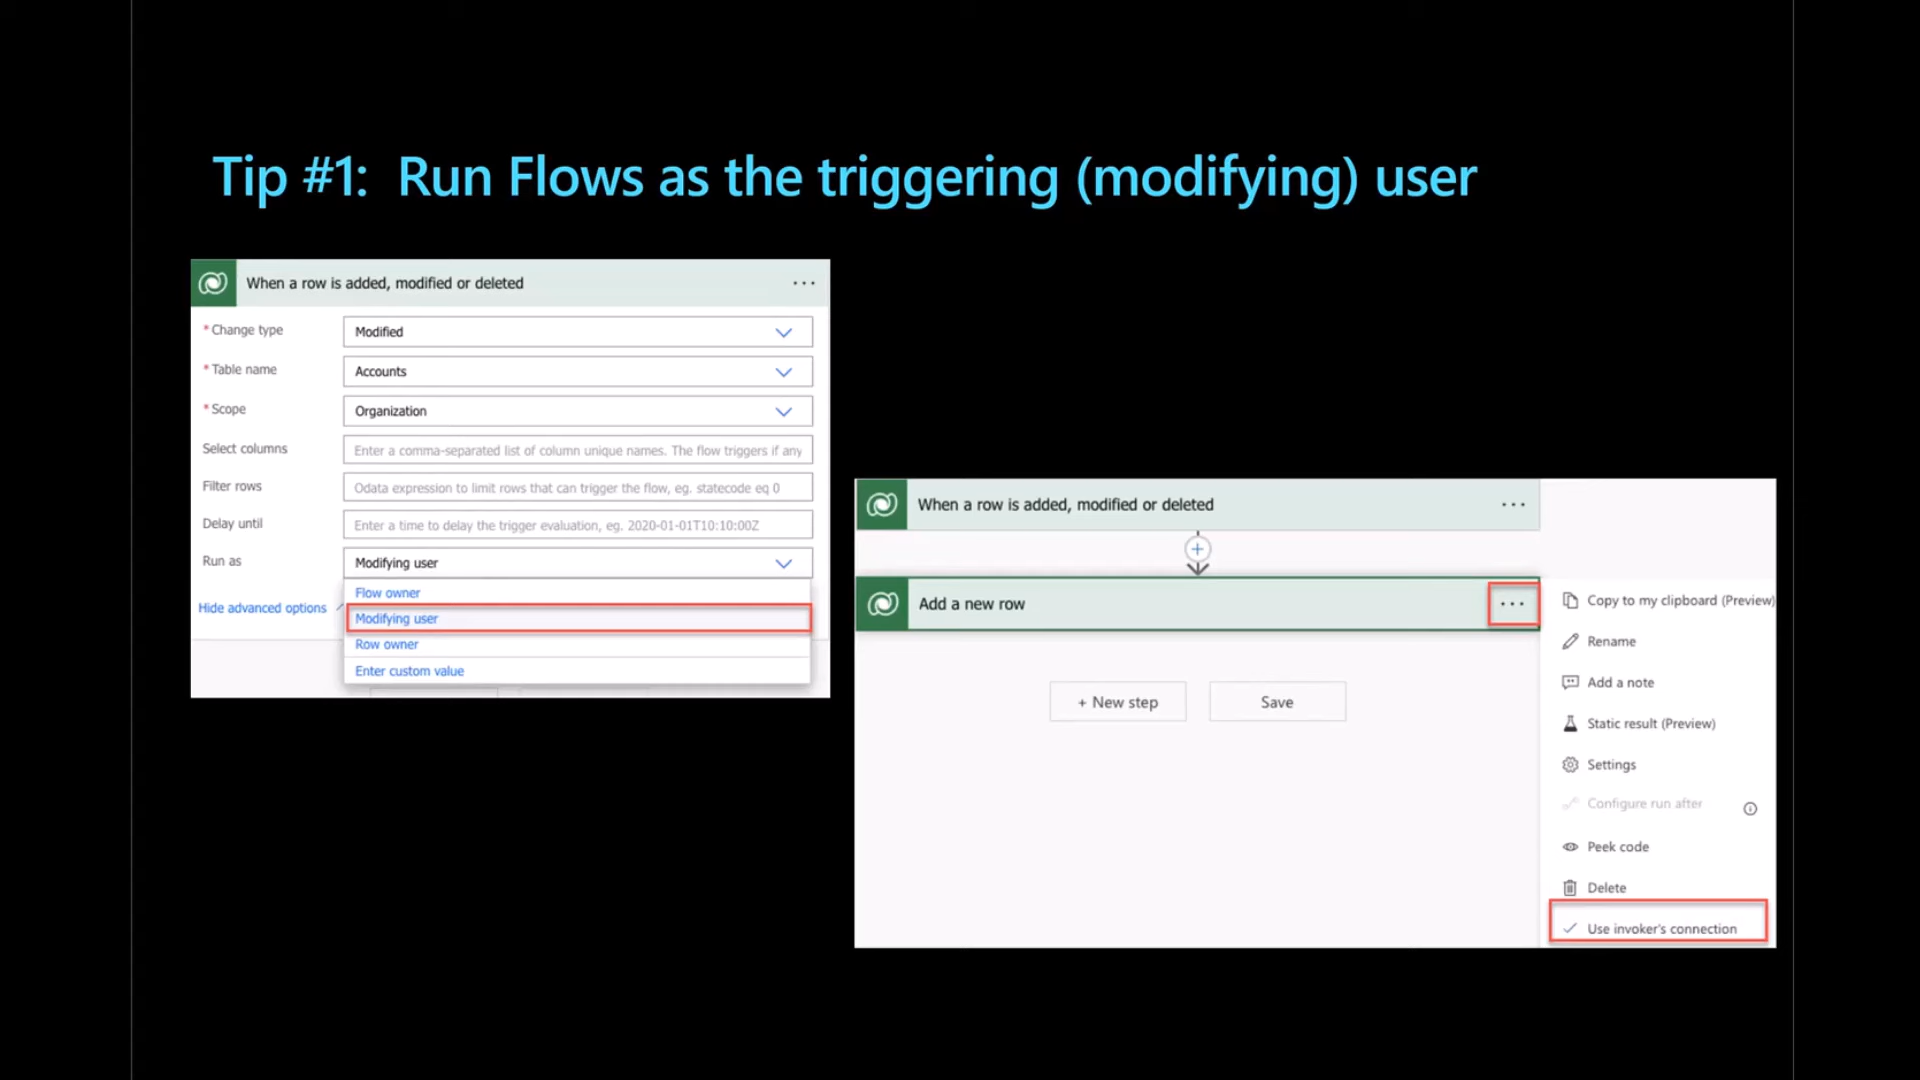 Tip #1: Run Flows as the triggering (modifying) user
When a row is added, modified or deleted
* Change type
Modified
* Table name
Accounts
* Scope
Organization
Select columns
Enter a comma-separated list of column unique names. The flow triggers if any
Filter rows
Odata expression to limit rows that can trigger the flow, eg. statecode eq 0
Delay until
Enter a time to delay the trigger evaluation, eg. 2020-01-01T10:10:00Z
Run as
Modifying user
Flow owner
Hide advanced options
Modifying user
Row owner
Enter custom value
When a row is added, modified or deleted
Add a new row
+ New step
Save
Copy to my clipboard (Preview)
Rename
Add a note
Static result (Preview)
Settings
Configure run after
Peek code
Delete
Use invoker's connection